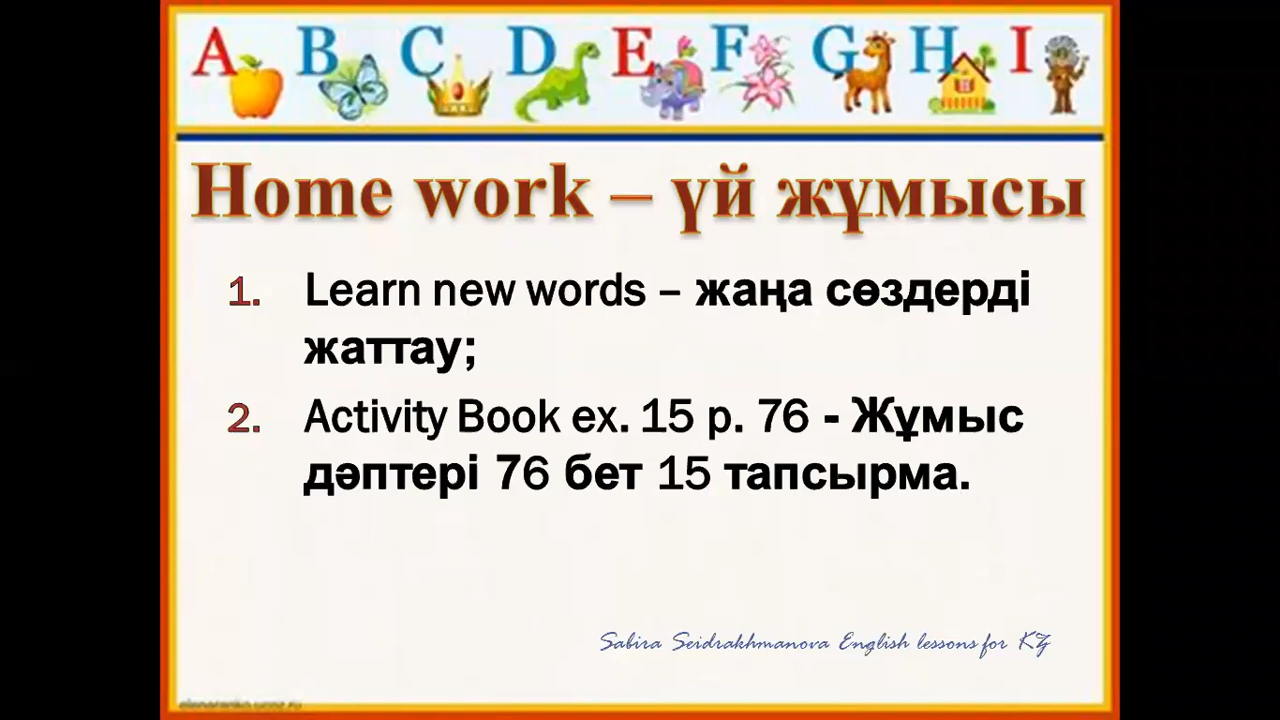 A B C D E F G H I
Home work – үй жұмысы
1. Learn new words – жаңа сөздерді
жаттау;
2. Activity Book ex. 15 p. 76 - Жұмыс
дәптері 76 бет 15 тапсырма.
Sabira Seidrakhmanova English lessons for KZ